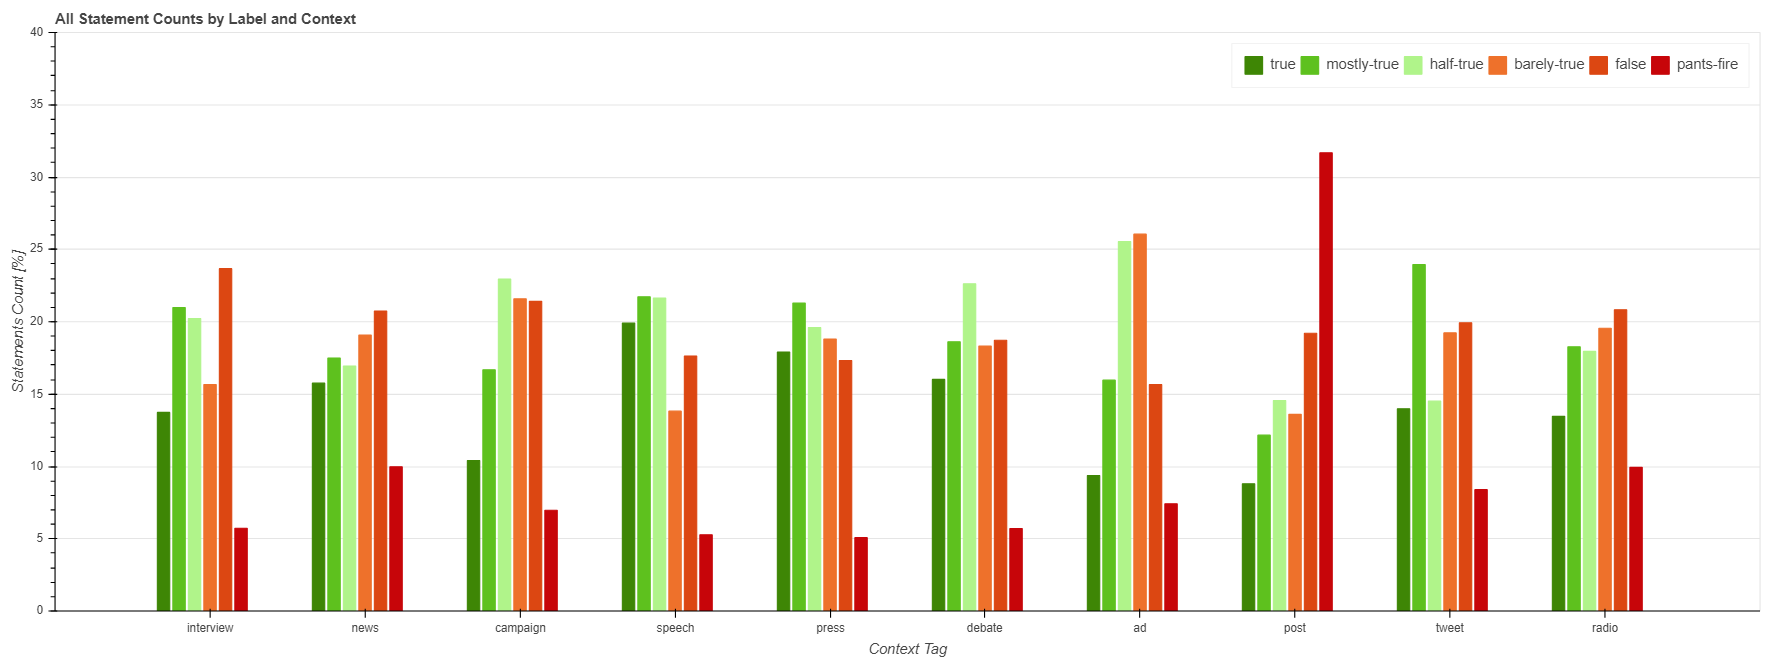 All Statement Counts by Label and Context
true mostly-true half-true barely-true false pants-fire
Statements Count [%]
40
35
30
25
20
15
10
5
0
interview news campaign speech press debate ad post tweet radio
Context Tag